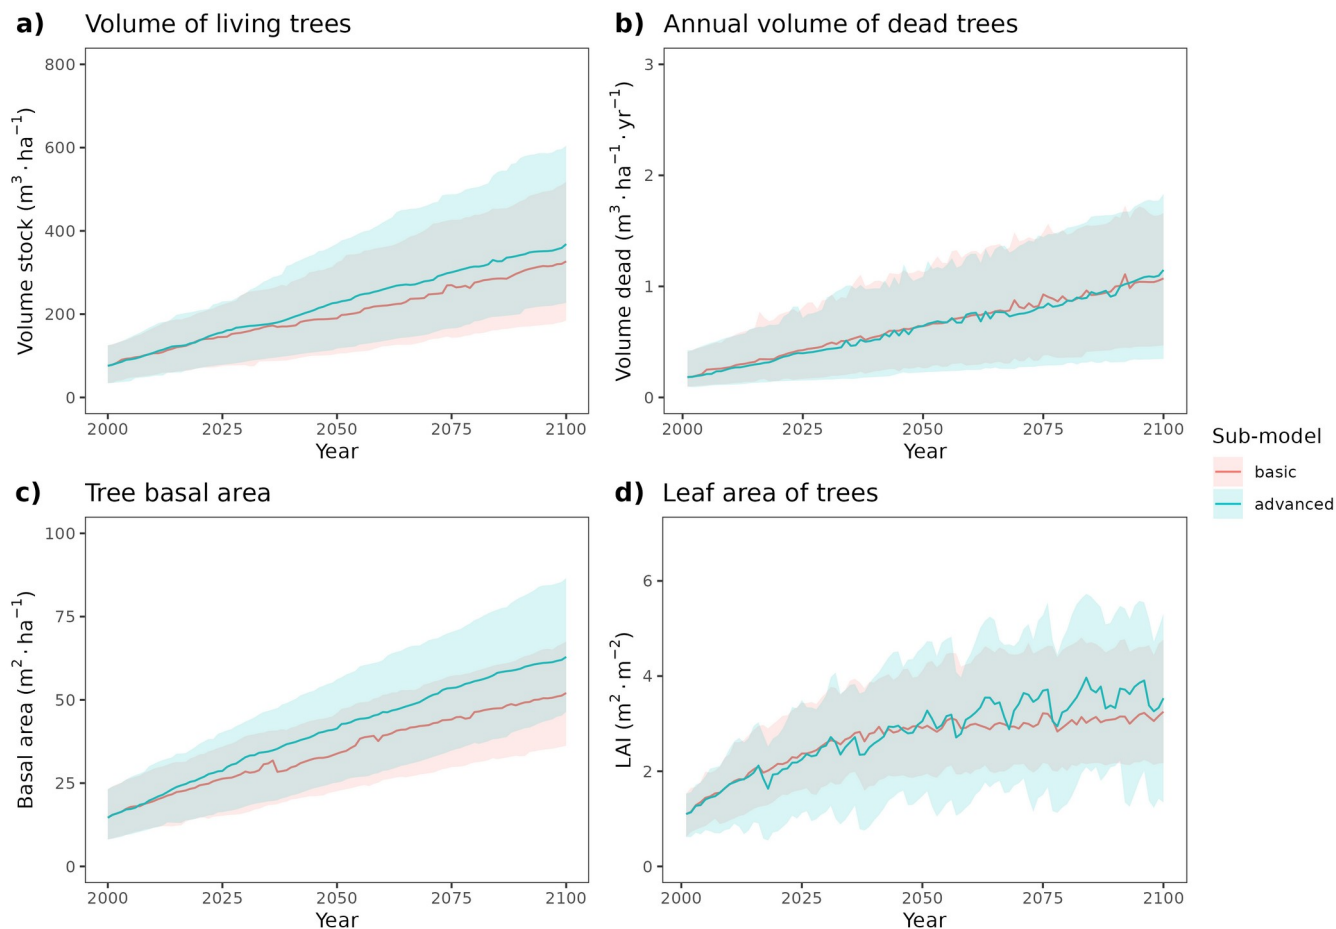 a) Volume of living trees
Volume stock (m³·ha⁻¹)
800
600
400
200
0
2000 2025 2050 2075 2100
Year
b) Annual volume of dead trees
Volume dead (m³·ha⁻¹·yr⁻¹)
3
2
1
0
2000 2025 2050 2075 2100
Year
c) Tree basal area
Basal area (m²·ha⁻¹)
100
75
50
25
0
2000 2025 2050 2075 2100
Year
d) Leaf area of trees
LAI (m²·m⁻²)
6
4
2
0
2000 2025 2050 2075 2100
Year
Sub-model
basic
advanced